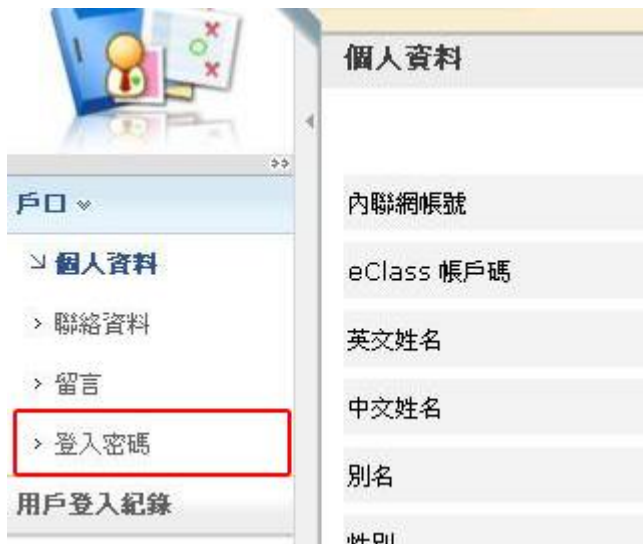 戶口
個人資料
聯絡資料
留言
登入密碼
用戶登入紀錄
個人資料
內聯網帳號
eClass 帳戶碼
英文姓名
中文姓名
別名
性別